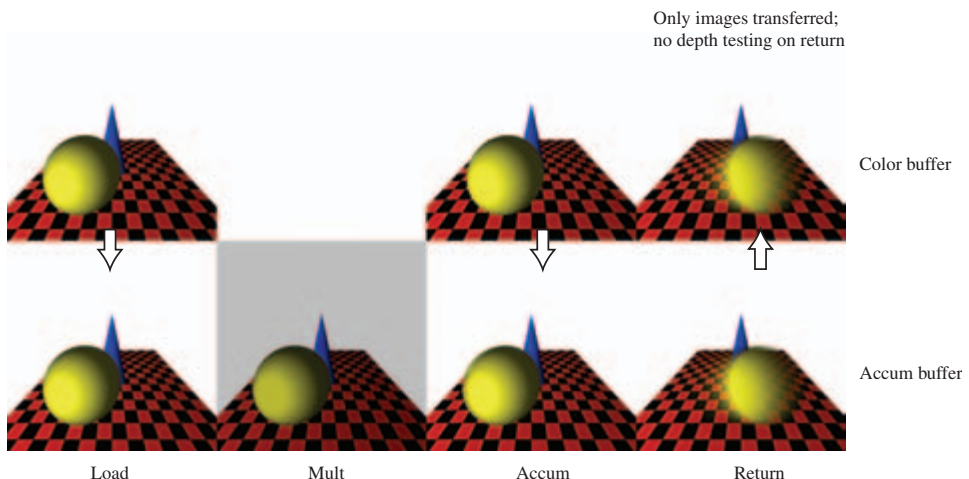 Only images transferred;
no depth testing on return
Color buffer
Accum buffer
Load
Mult
Accum
Return